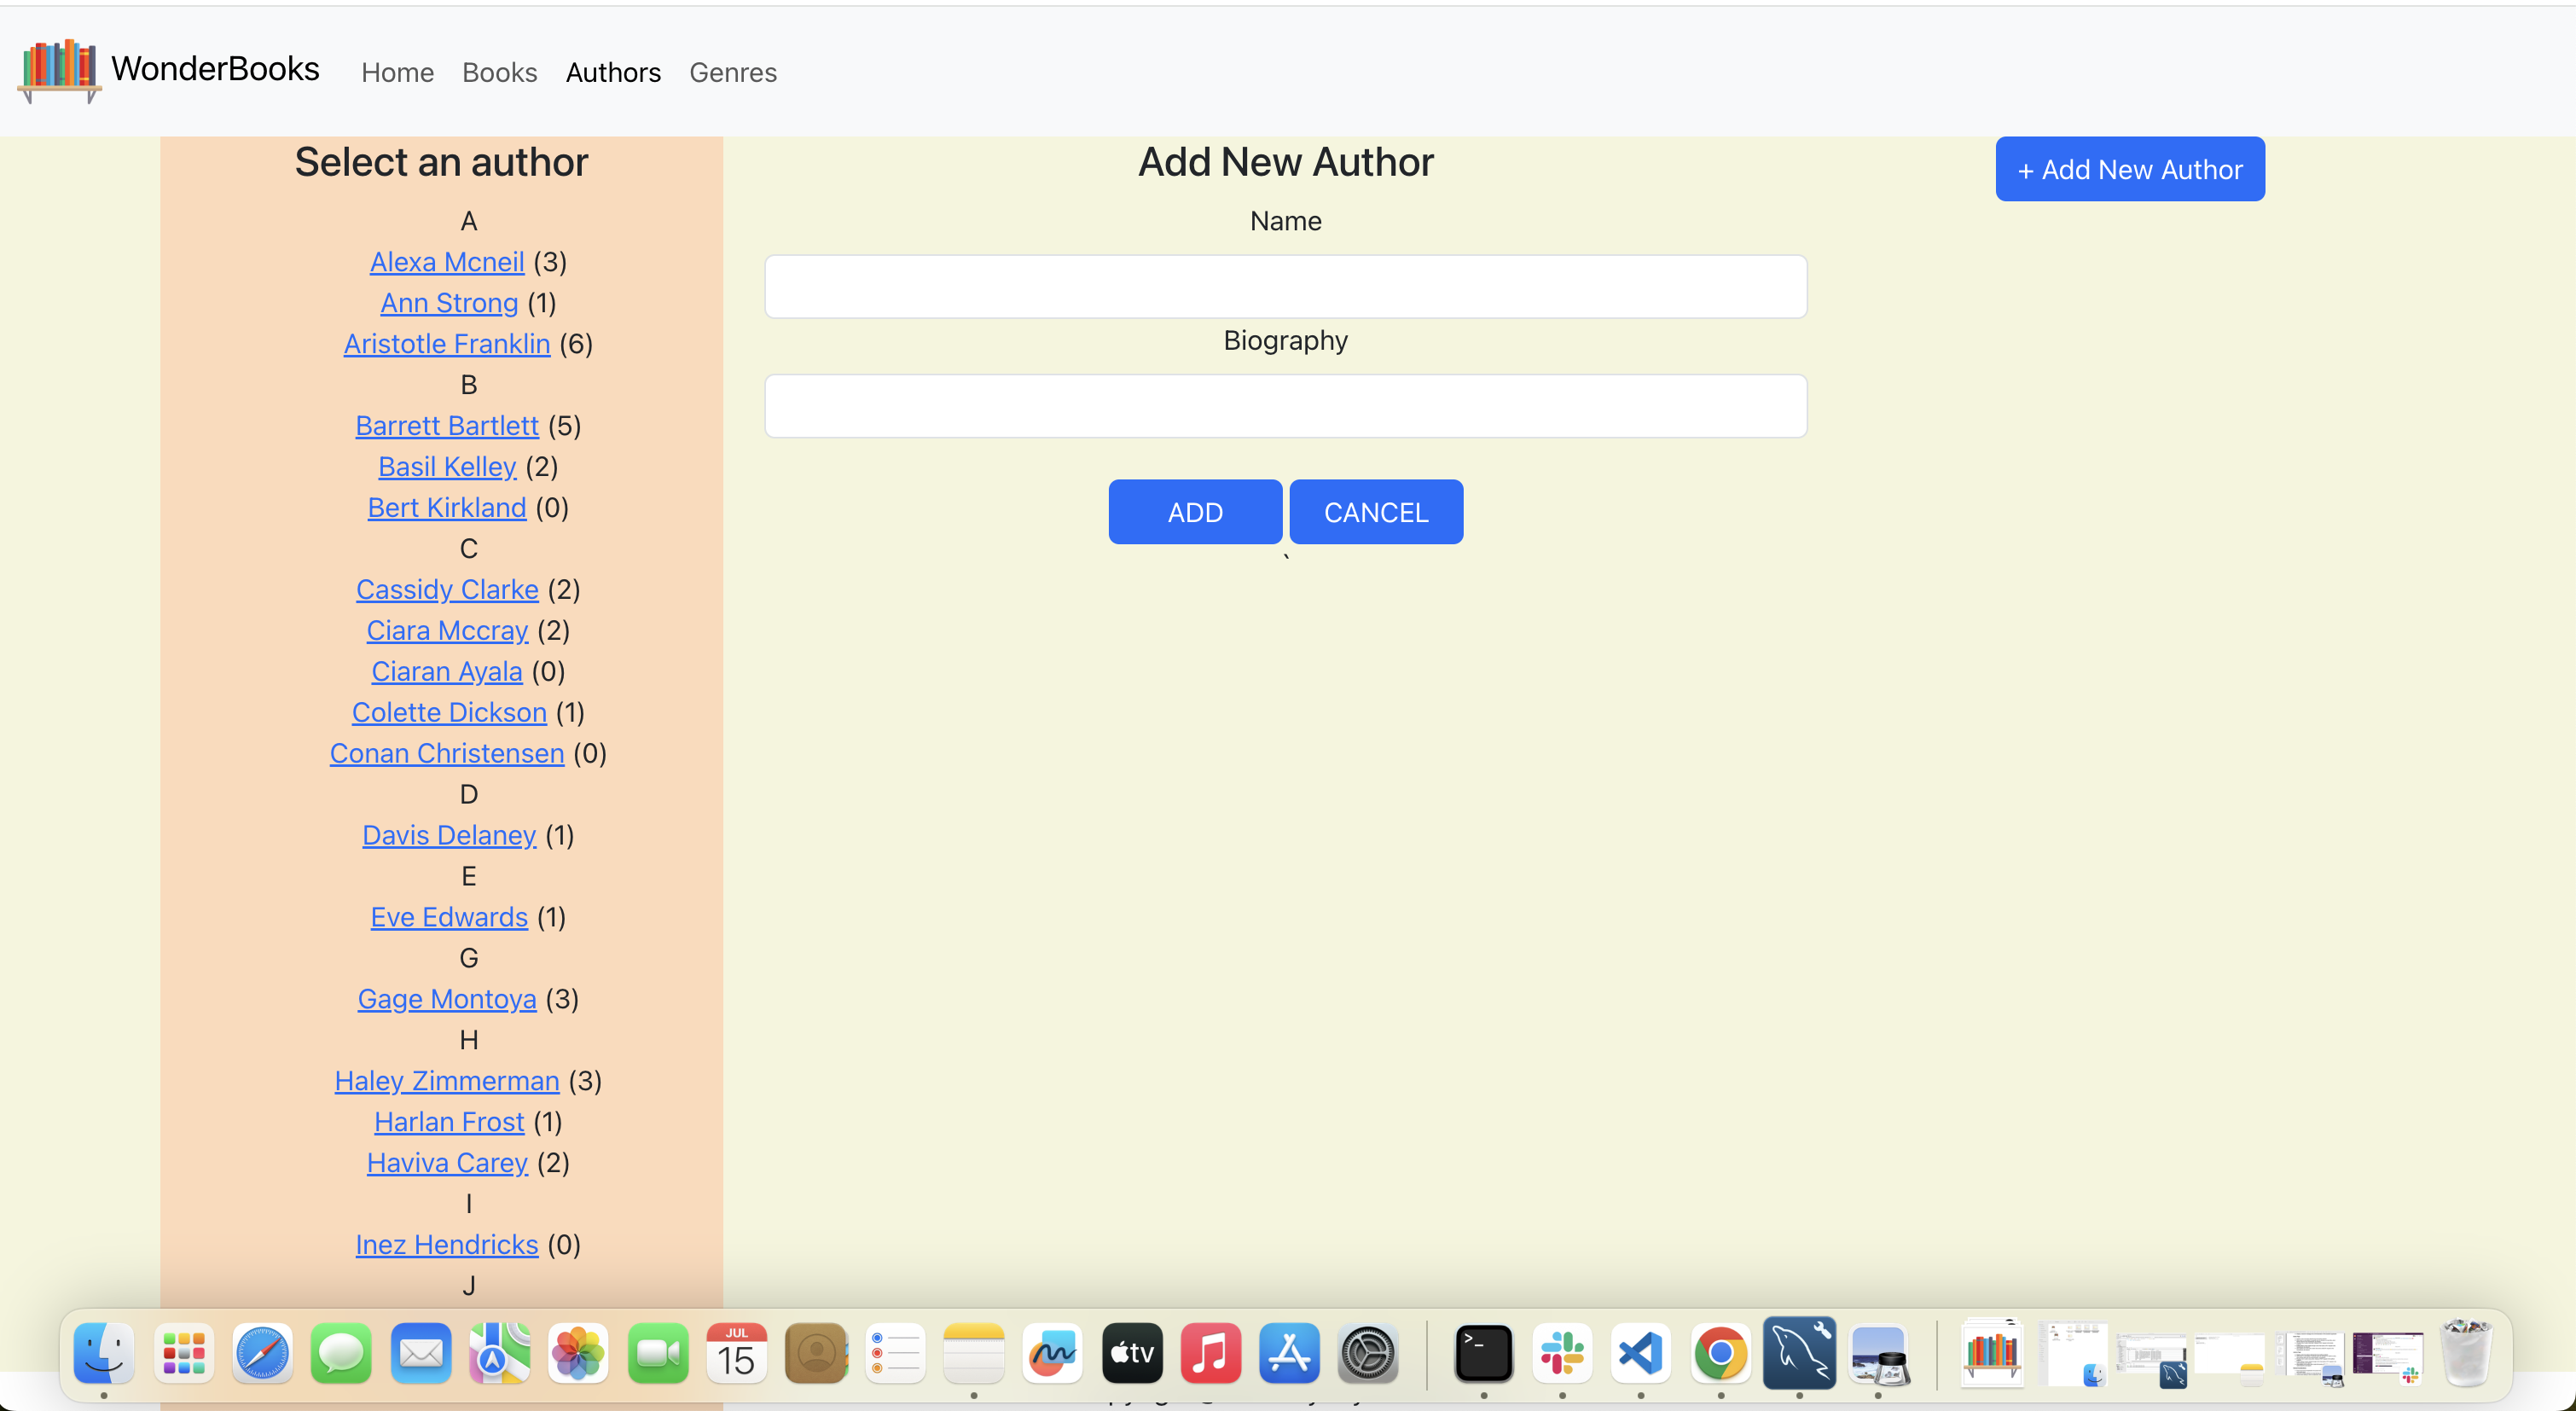 WonderBooks Home Books Authors Genres
Select an author
A
Alexa Mcneil (3)
Ann Strong (1)
Aristotle Franklin (6)
B
Barrett Bartlett (5)
Basil Kelley (2)
Bert Kirkland (0)
C
Cassidy Clarke (2)
Ciara Mccray (2)
Ciaran Ayala (0)
Colette Dickson (1)
Conan Christensen (0)
D
Davis Delaney (1)
E
Eve Edwards (1)
G
Gage Montoya (3)
H
Haley Zimmerman (3)
Harlan Frost (1)
Haviva Carey (2)
I
Inez Hendricks (0)
J
Add New Author
Name
Biography
ADD CANCEL
`
+ Add New Author
JUL
15
tv
>_